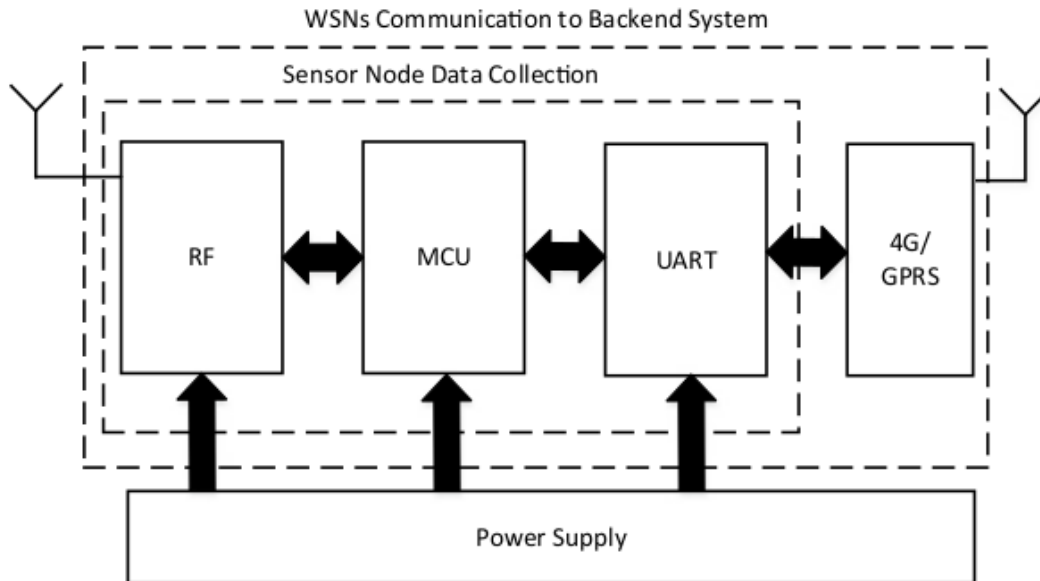 WSNs Communication to Backend System
Sensor Node Data Collection
RF
MCU
UART
4G/
GPRS
Power Supply